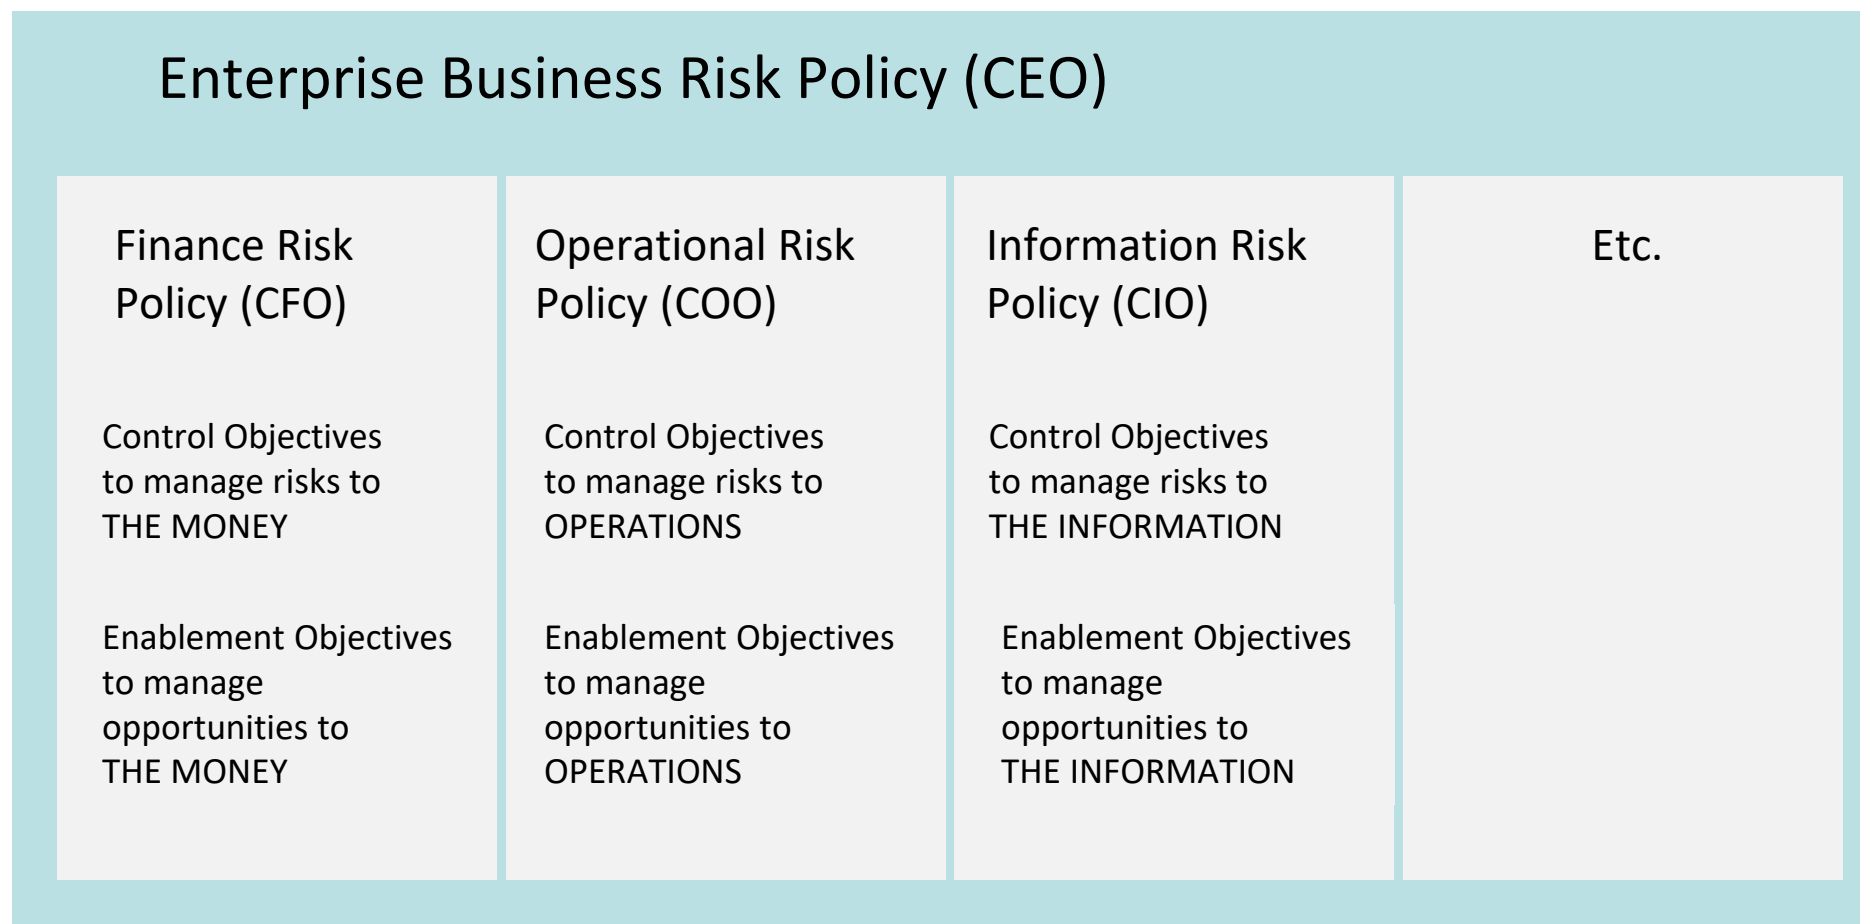 Enterprise Business Risk Policy (CEO)
Finance Risk
Policy (CFO)
Control Objectives
to manage risks to
THE MONEY
Enablement Objectives
to manage
opportunities to
THE MONEY
Operational Risk
Policy (COO)
Control Objectives
to manage risks to
OPERATIONS
Enablement Objectives
to manage
opportunities to
OPERATIONS
Information Risk
Policy (CIO)
Control Objectives
to manage risks to
THE INFORMATION
Enablement Objectives
to manage
opportunities to
THE INFORMATION
Etc.